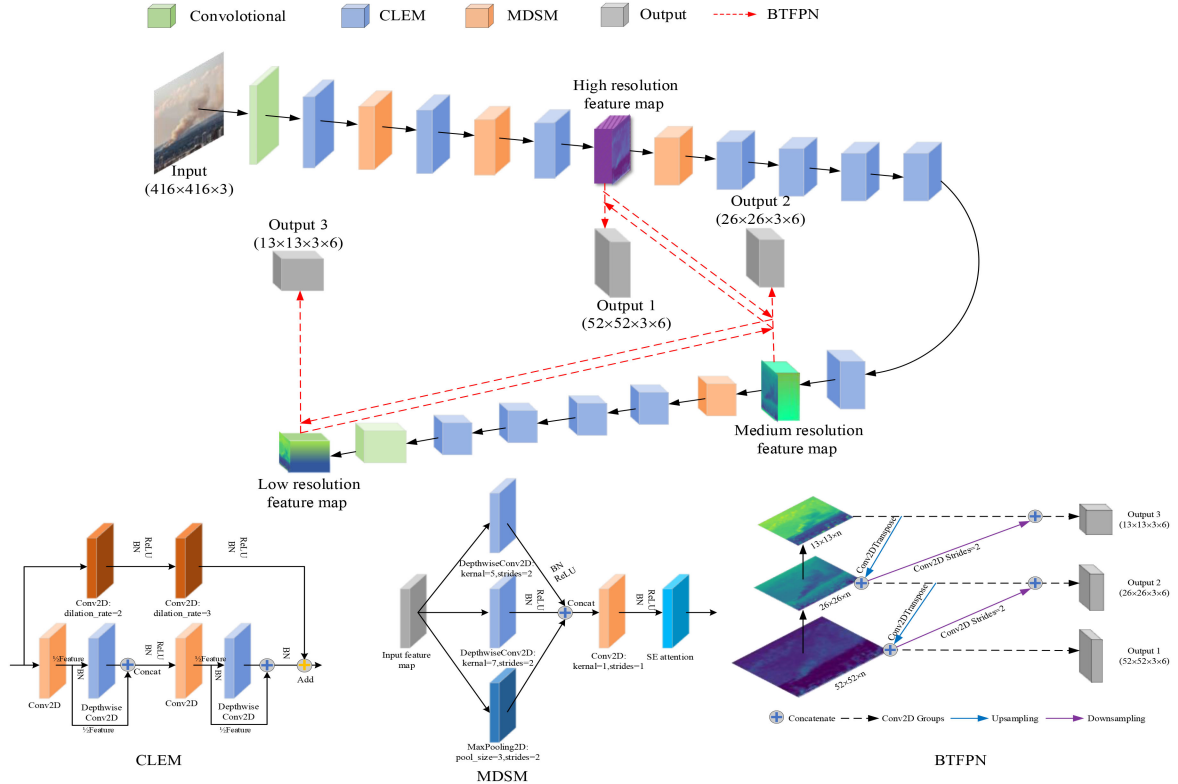 Convolotional
CLEM
MDSM
Output
BTFPN
High resolution
feature map
Input
(416×416×3)
Output 2
(26×26×3×6)
Output 3
(13×13×3×6)
Output 1
(52×52×3×6)
Medium resolution
feature map
Low resolution
feature map
BN
ReLU
BN
ReLU
Conv2D:
dilation_rate=2
Conv2D:
dilation_rate=3
½Feature
BN
ReLU
BN
Concat
½Feature
BN
BN
Add
Conv2D
Depthwise
Conv2D
½Feature
Conv2D
Depthwise
Conv2D
½Feature
CLEM
DepthwiseConv2D:
kernal=5,strides=2
BN
ReLU
BN
ReLU
Concat
BN
ReLU
Input feature
map
DepthwiseConv2D:
kernal=7,strides=2
Conv2D:
kernal=1,strides=1
SE attention
MaxPooling2D:
pool_size=3,strides=2
MDSM
13×13×n
Conv2DTranspose
Conv2D Strides=2
Output 3
(13×13×3×6)
26×26×n
Conv2DTranspose
Conv2D Strides=2
Output 2
(26×26×3×6)
52×52×n
Output 1
(52×52×3×6)
Concatenate
Conv2D Groups
Upsampling
Downsampling
BTFPN